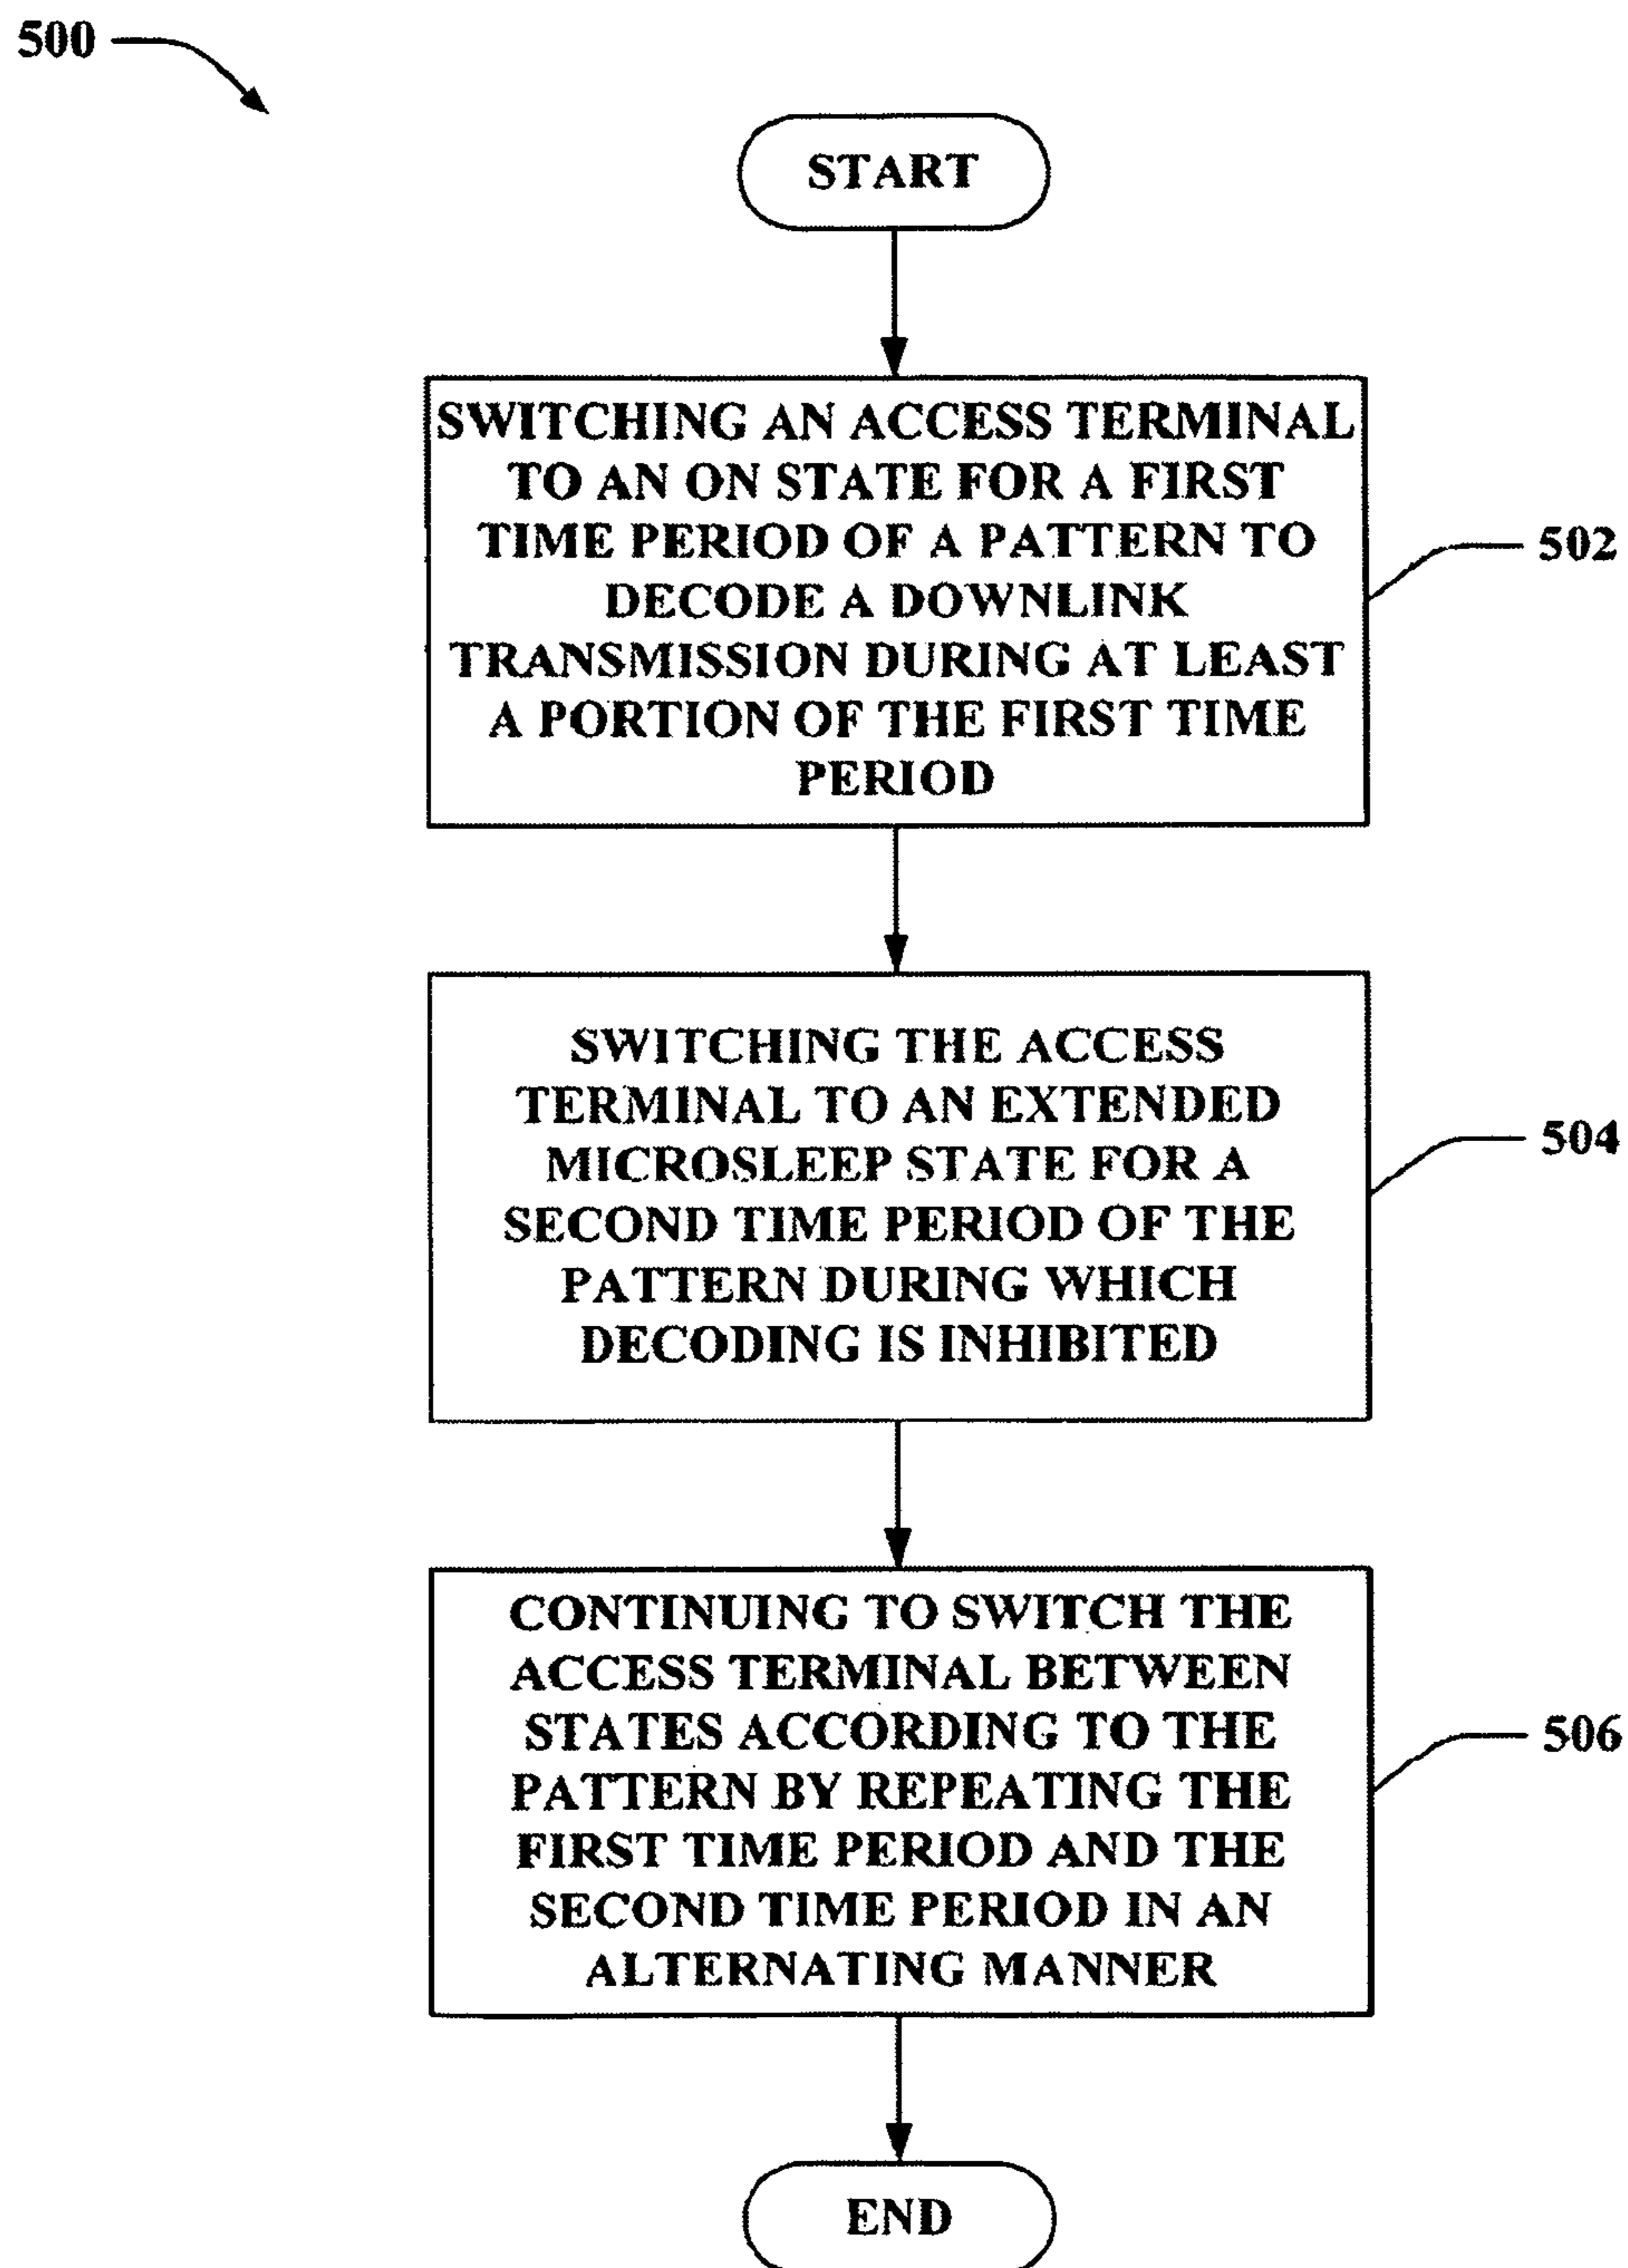 500
START
SWITCHING AN ACCESS TERMINAL
TO AN ON STATE FOR A FIRST
TIME PERIOD OF A PATTERN TO
DECODE A DOWNLINK
TRANSMISSION DURING AT LEAST
A PORTION OF THE FIRST TIME
PERIOD
502
SWITCHING THE ACCESS
TERMINAL TO AN EXTENDED
MICROSLEEP STATE FOR A
SECOND TIME PERIOD OF THE
PATTERN DURING WHICH
DECODING IS INHIBITED
504
CONTINUING TO SWITCH THE
ACCESS TERMINAL BETWEEN
STATES ACCORDING TO THE
PATTERN BY REPEATING THE
FIRST TIME PERIOD AND THE
SECOND TIME PERIOD IN AN
ALTERNATING MANNER
506
END